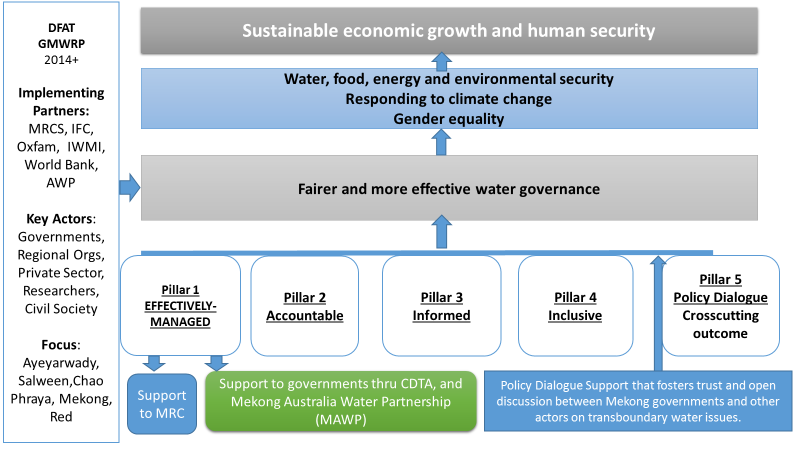 DFAT
GMWRP
2014+
Implementing
Partners:
MRCS, IFC,
Oxfam, IWMI,
World Bank,
AWP
Key Actors:
Governments,
Regional Orgs,
Private Sector,
Researchers,
Civil Society
Focus:
Ayeyarwady,
Salween,Chao
Phraya, Mekong,
Red
Sustainable economic growth and human security
Water, food, energy and environmental security
Responding to climate change
Gender equality
Fairer and more effective water governance
Pillar 1
EFFECTIVELY-
MANAGED
Pillar 2
Accountable
Pillar 3
Informed
Pillar 4
Inclusive
Pillar 5
Policy Dialogue
Crosscutting
outcome
Support
to MRC
Support to governments thru CDTA, and
Mekong Australia Water Partnership
(MAWP)
Policy Dialogue Support that fosters trust and open
discussion between Mekong governments and other
actors on transboundary water issues.